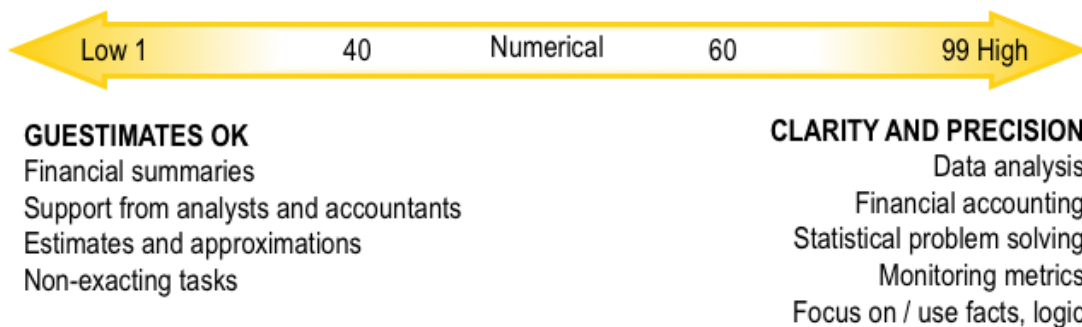 Low 1 40 Numerical 60 99 High
GUESTIMATES OK
Financial summaries
Support from analysts and accountants
Estimates and approximations
Non-exacting tasks
CLARITY AND PRECISION
Data analysis
Financial accounting
Statistical problem solving
Monitoring metrics
Focus on / use facts, logic